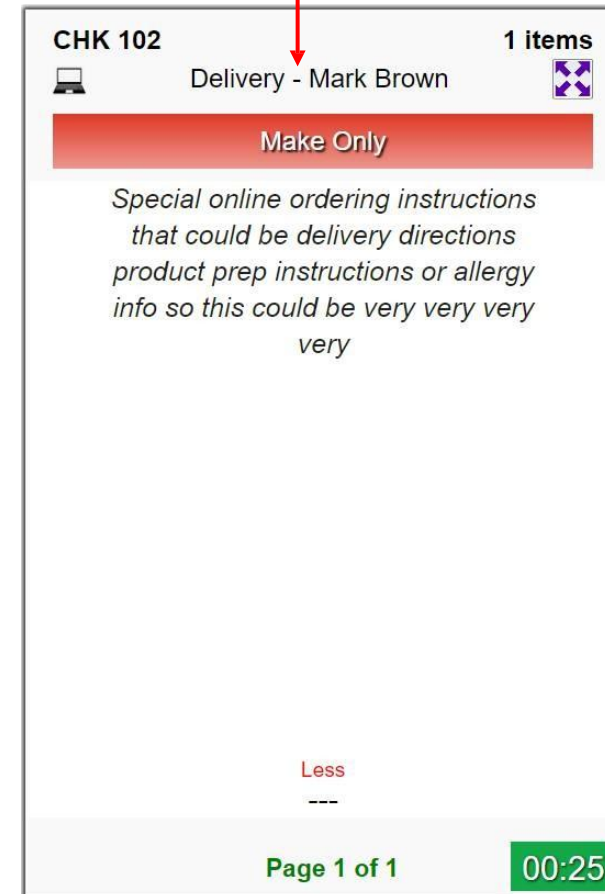 CHK 102 1 items
Delivery - Mark Brown
Make Only
Special online ordering instructions
that could be delivery directions
product prep instructions or allergy
info so this could be very very very
very
Less
---
Page 1 of 1 00:25